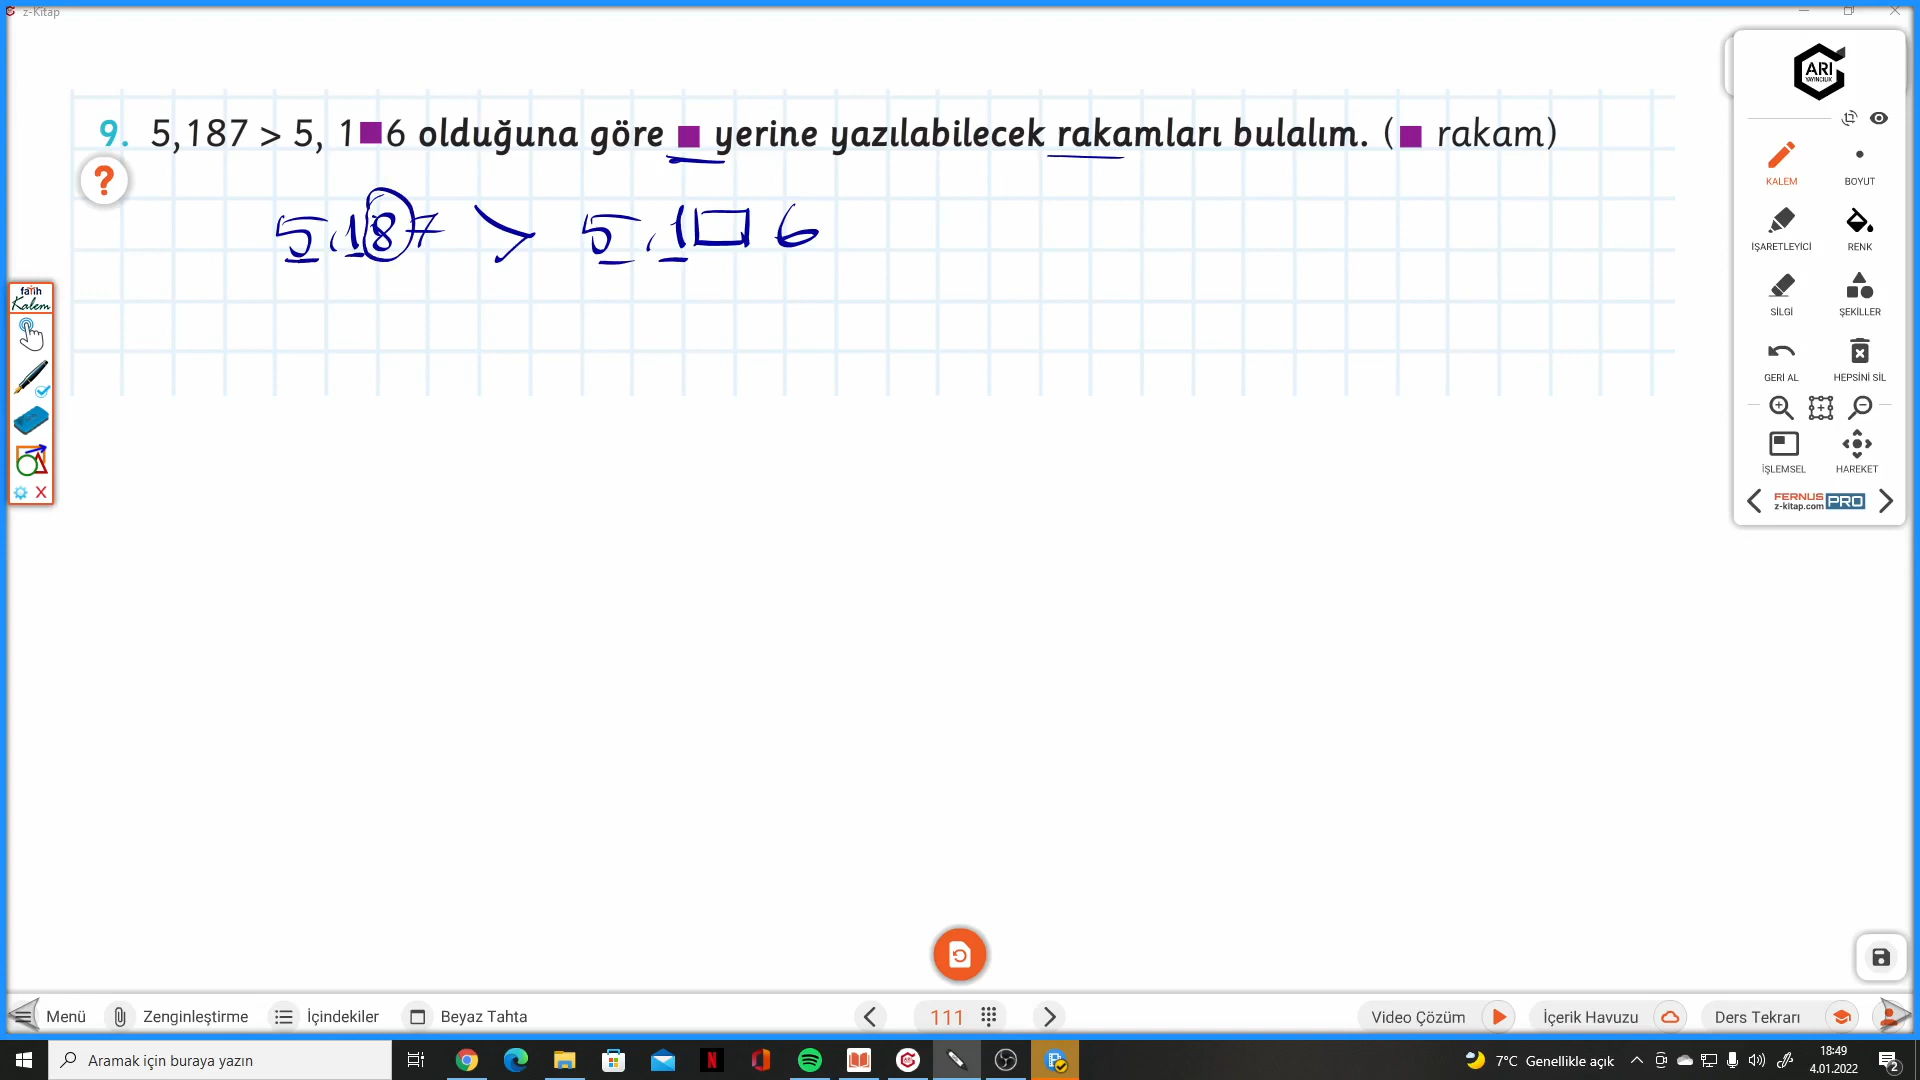 z-Kitap
9. 5,187 > 5, 1■6 olduğuna göre ■ yerine yazılabilecek rakamları bulalım. (■ rakam)
?
5,187 > 5,1□6
ARI
YAYINCILIK
KALEM
BOYUT
İŞARETLEYİCİ
RENK
SİLGİ
ŞEKİLLER
GERİ AL
HEPSİNİ SİL
İŞLEMSEL
HAREKET
FERNUS PRO
z-kitap.com
fatih
Kalem
Menü
Zenginleştirme
İçindekiler
Beyaz Tahta
111
Video Çözüm
İçerik Havuzu
Ders Tekrarı
Aramak için buraya yazın
7°C Genellikle açık
18:49
4.01.2022
2